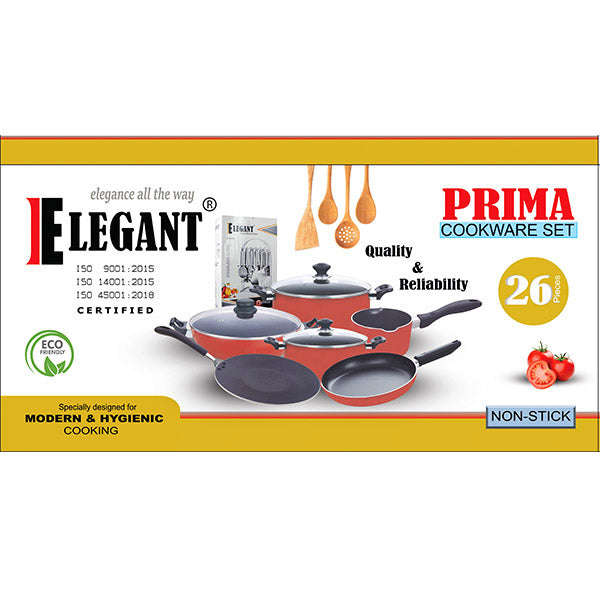 elegance all the way
ELEGANT®
ISO 9001:2015
ISO 14001:2015
ISO 45001:2018
CERTIFIED
ECO
FRIENDLY
Specially designed for
MODERN & HYGIENIC
COOKING
ELEGANT
Quality
&
Reliability
PRIMA
COOKWARE SET
26
Pieces
NON-STICK